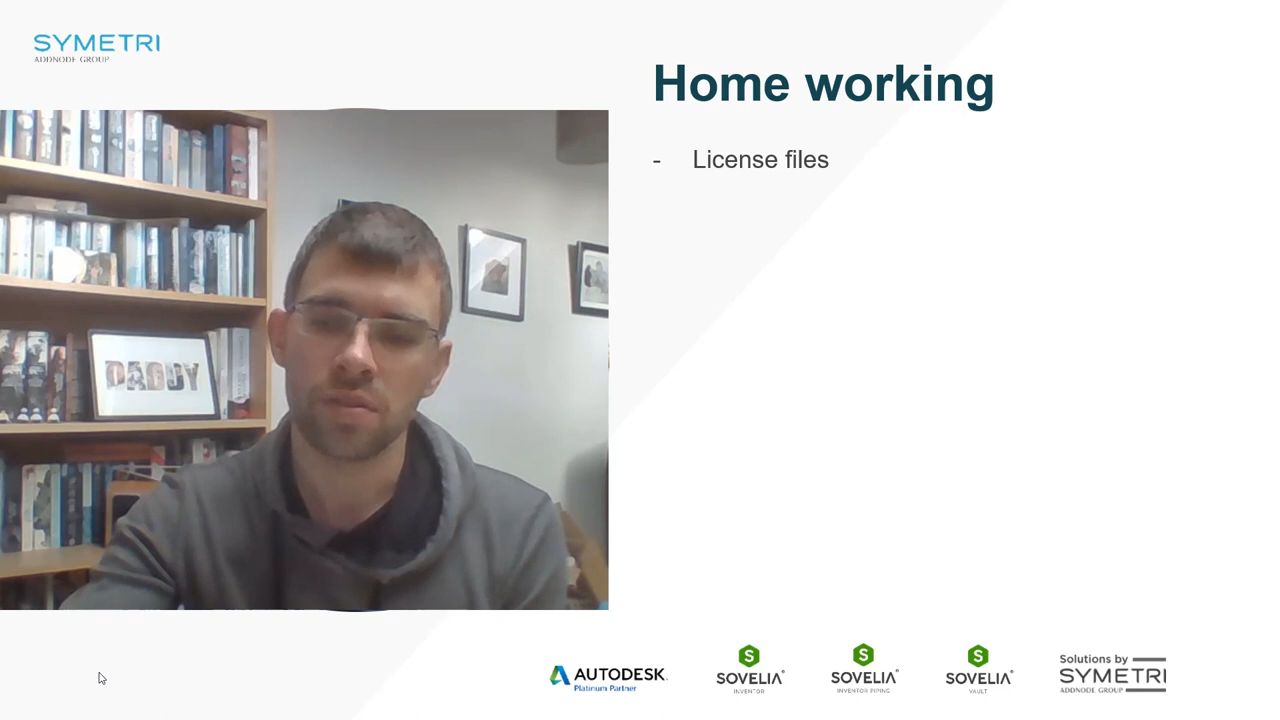 SYMETRI
ADDNODE GROUP
Home working
- License files
DADDY
AUTODESK
Platinum Partner
SOVELIA®
INVENTOR
SOVELIA®
INVENTOR PIPING
SOVELIA®
VAULT
Solutions by
SYMETRI
ADDNODE GROUP